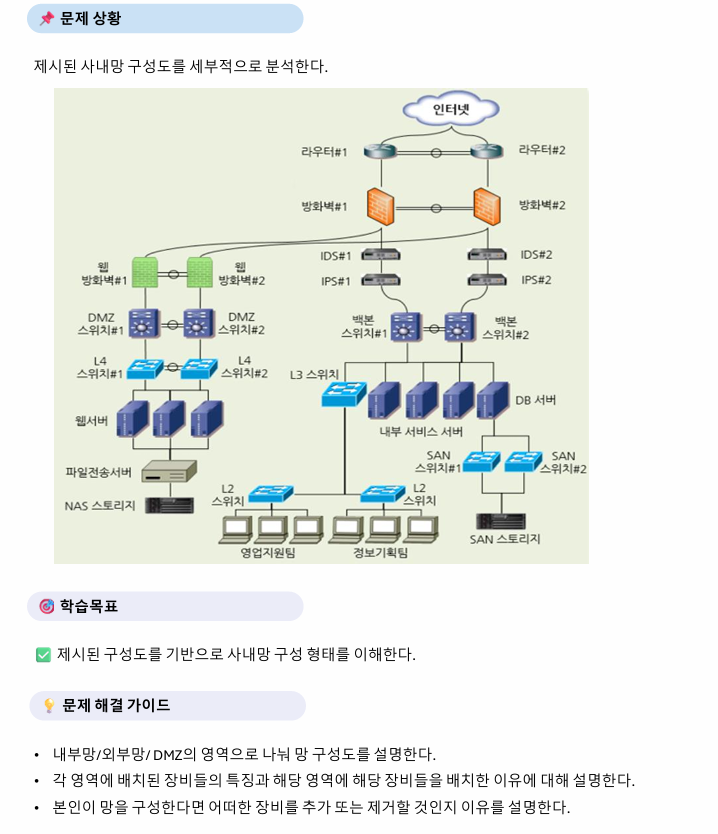 문제 상황
제시된 사내망 구성도를 세부적으로 분석한다.
인터넷
라우터#1
라우터#2
방화벽#1
방화벽#2
IDS#1
IDS#2
IPS#1
IPS#2
웹
방화벽#1
웹
방화벽#2
DMZ
스위치#1
DMZ
스위치#2
백본
스위치#1
백본
스위치#2
L4
스위치#1
L4
스위치#2
L3 스위치
DB 서버
웹서버
내부 서비스 서버
SAN
스위치#1
SAN
스위치#2
파일전송서버
NAS 스토리지
L2
스위치
L2
스위치
SAN 스토리지
영업지원팀
정보기획팀
학습목표
제시된 구성도를 기반으로 사내망 구성 형태를 이해한다.
문제 해결 가이드
• 내부망/외부망/ DMZ의 영역으로 나눠 망 구성도를 설명한다.
• 각 영역에 배치된 장비들의 특징과 해당 영역에 해당 장비들을 배치한 이유에 대해 설명한다.
• 본인이 망을 구성한다면 어떠한 장비를 추가 또는 제거할 것인지 이유를 설명한다.